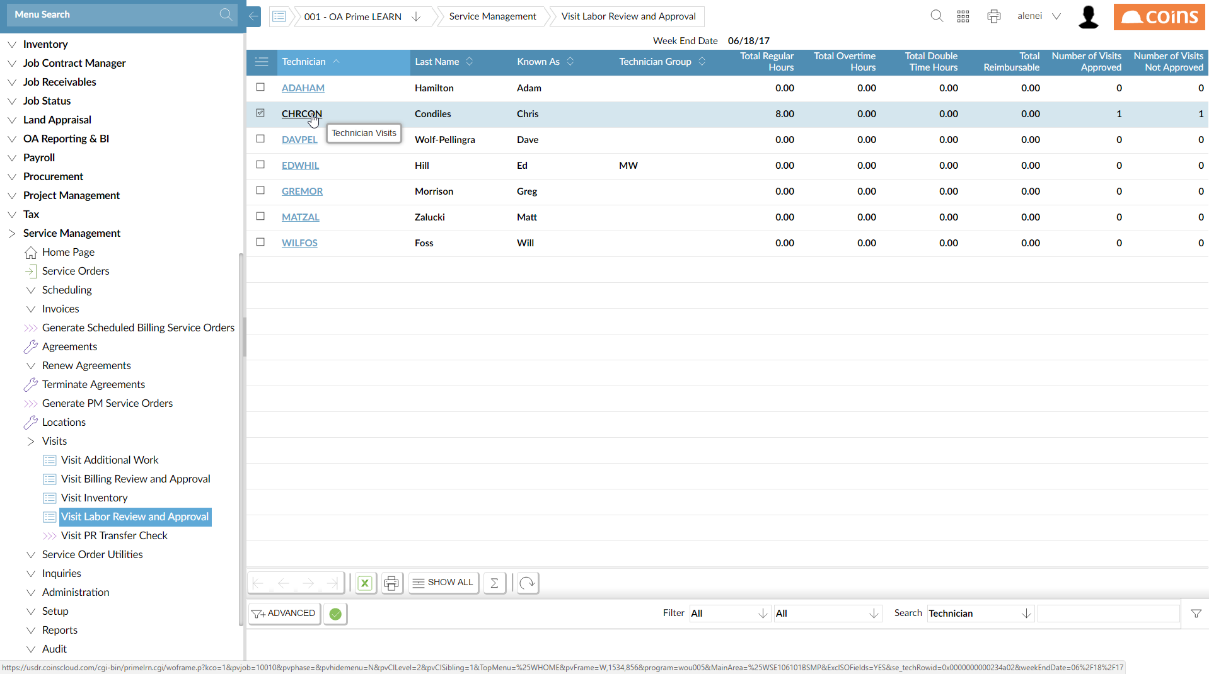 Menu Search
001 - OA Prime LEARN
Service Management
Visit Labor Review and Approval
alenei
coins
Week End Date 06/18/17
Inventory
Job Contract Manager
Job Receivables
Job Status
Land Appraisal
OA Reporting & BI
Payroll
Procurement
Project Management
Tax
Service Management
Home Page
Service Orders
Scheduling
Invoices
Generate Scheduled Billing Service Orders
Agreements
Renew Agreements
Terminate Agreements
Generate PM Service Orders
Locations
Visits
Visit Additional Work
Visit Billing Review and Approval
Visit Inventory
Visit Labor Review and Approval
Visit PR Transfer Check
Service Order Utilities
Inquiries
Administration
Setup
Reports
Audit
Technician Last Name Known As Technician Group Total Regular Hours Total Overtime Hours Total Double Time Hours Total Reimbursable Number of Visits Approved Number of Visits Not Approved
ADAHAM Hamilton Adam 0.00 0.00 0.00 0.00 0 0
CHRCON Condiles Chris 8.00 0.00 0.00 0.00 1 1
Technician Visits
DAVPEL Wolf-Pellingra Dave 0.00 0.00 0.00 0.00 0 0
EDWHIL Hill Ed MW 0.00 0.00 0.00 0.00 0 0
GREMOR Morrison Greg 0.00 0.00 0.00 0.00 0 0
MATZAL Zalucki Matt 0.00 0.00 0.00 0.00 0 0
WILFOS Foss Will 0.00 0.00 0.00 0.00 0 0
SHOW ALL
ADVANCED
Filter All All Search Technician
https://usdr.coinscloud.com/cgi-bin/primelrn.cgi/woframe.p?kco=1&pvjob=10010&pvphase=&pvhidemenu=N&pvCILevel=2&pvCISibling=1&TopMenu=%25WHOME&pvFrame=W,1534,856&program=wou005&MainArea=%25WSE106101BSMP&ExcISOFields=YES&se_techRowid=0x0000000000234a02&weekEndDate=06%2F18%2F17